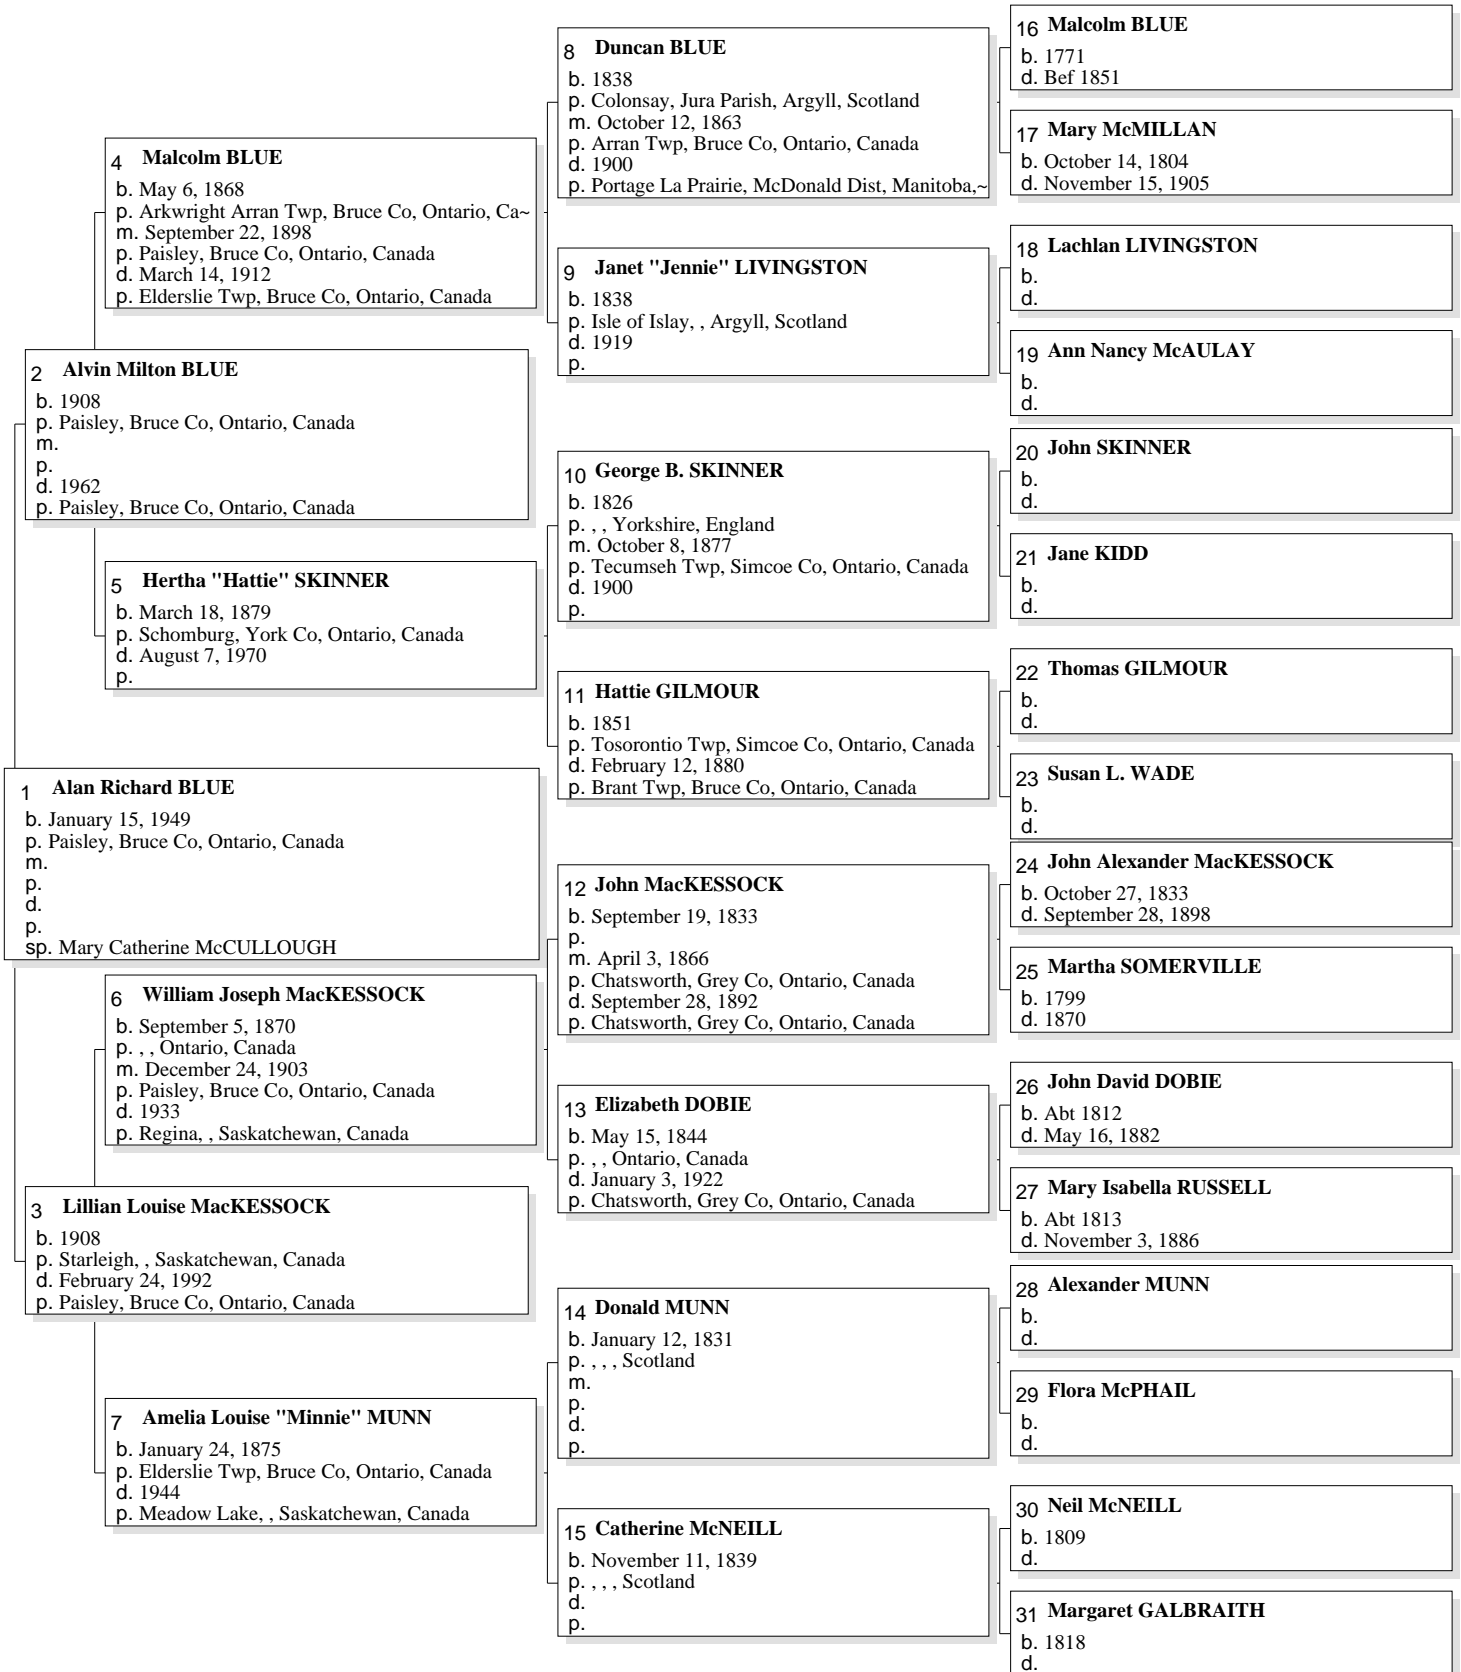 1 Alan Richard BLUE
b. January 15, 1949
p. Paisley, Bruce Co, Ontario, Canada
m.
p.
d.
p.
sp. Mary Catherine McCULLOUGH
2 Alvin Milton BLUE
b. 1908
p. Paisley, Bruce Co, Ontario, Canada
m.
p.
d. 1962
p. Paisley, Bruce Co, Ontario, Canada
3 Lillian Louise MacKESSOCK
b. 1908
p. Starleigh, , Saskatchewan, Canada
d. February 24, 1992
p. Paisley, Bruce Co, Ontario, Canada
4 Malcolm BLUE
b. May 6, 1868
p. Arkwright Arran Twp, Bruce Co, Ontario, Ca~
m. September 22, 1898
p. Paisley, Bruce Co, Ontario, Canada
d. March 14, 1912
p. Elderslie Twp, Bruce Co, Ontario, Canada
5 Hertha "Hattie" SKINNER
b. March 18, 1879
p. Schomburg, York Co, Ontario, Canada
d. August 7, 1970
p.
6 William Joseph MacKESSOCK
b. September 5, 1870
p. , , Ontario, Canada
m. December 24, 1903
p. Paisley, Bruce Co, Ontario, Canada
d. 1933
p. Regina, , Saskatchewan, Canada
7 Amelia Louise "Minnie" MUNN
b. January 24, 1875
p. Elderslie Twp, Bruce Co, Ontario, Canada
d. 1944
p. Meadow Lake, , Saskatchewan, Canada
8 Duncan BLUE
b. 1838
p. Colonsay, Jura Parish, Argyll, Scotland
m. October 12, 1863
p. Arran Twp, Bruce Co, Ontario, Canada
d. 1900
p. Portage La Prairie, McDonald Dist, Manitoba,~
9 Janet "Jennie" LIVINGSTON
b. 1838
p. Isle of Islay, , Argyll, Scotland
d. 1919
p.
10 George B. SKINNER
b. 1826
p. , , Yorkshire, England
m. October 8, 1877
p. Tecumseh Twp, Simcoe Co, Ontario, Canada
d. 1900
p.
11 Hattie GILMOUR
b. 1851
p. Tosorontio Twp, Simcoe Co, Ontario, Canada
d. February 12, 1880
p. Brant Twp, Bruce Co, Ontario, Canada
12 John MacKESSOCK
b. September 19, 1833
p.
m. April 3, 1866
p. Chatsworth, Grey Co, Ontario, Canada
d. September 28, 1892
p. Chatsworth, Grey Co, Ontario, Canada
13 Elizabeth DOBIE
b. May 15, 1844
p. , , Ontario, Canada
d. January 3, 1922
p. Chatsworth, Grey Co, Ontario, Canada
14 Donald MUNN
b. January 12, 1831
p. , , , Scotland
m.
p.
d.
p.
15 Catherine McNEILL
b. November 11, 1839
p. , , , Scotland
d.
p.
16 Malcolm BLUE
b. 1771
d. Bef 1851
17 Mary McMILLAN
b. October 14, 1804
d. November 15, 1905
18 Lachlan LIVINGSTON
b.
d.
19 Ann Nancy McAULAY
b.
d.
20 John SKINNER
b.
d.
21 Jane KIDD
b.
d.
22 Thomas GILMOUR
b.
d.
23 Susan L. WADE
b.
d.
24 John Alexander MacKESSOCK
b. October 27, 1833
d. September 28, 1898
25 Martha SOMERVILLE
b. 1799
d. 1870
26 John David DOBIE
b. Abt 1812
d. May 16, 1882
27 Mary Isabella RUSSELL
b. Abt 1813
d. November 3, 1886
28 Alexander MUNN
b.
d.
29 Flora McPHAIL
b.
d.
30 Neil McNEILL
b. 1809
d.
31 Margaret GALBRAITH
b. 1818
d.